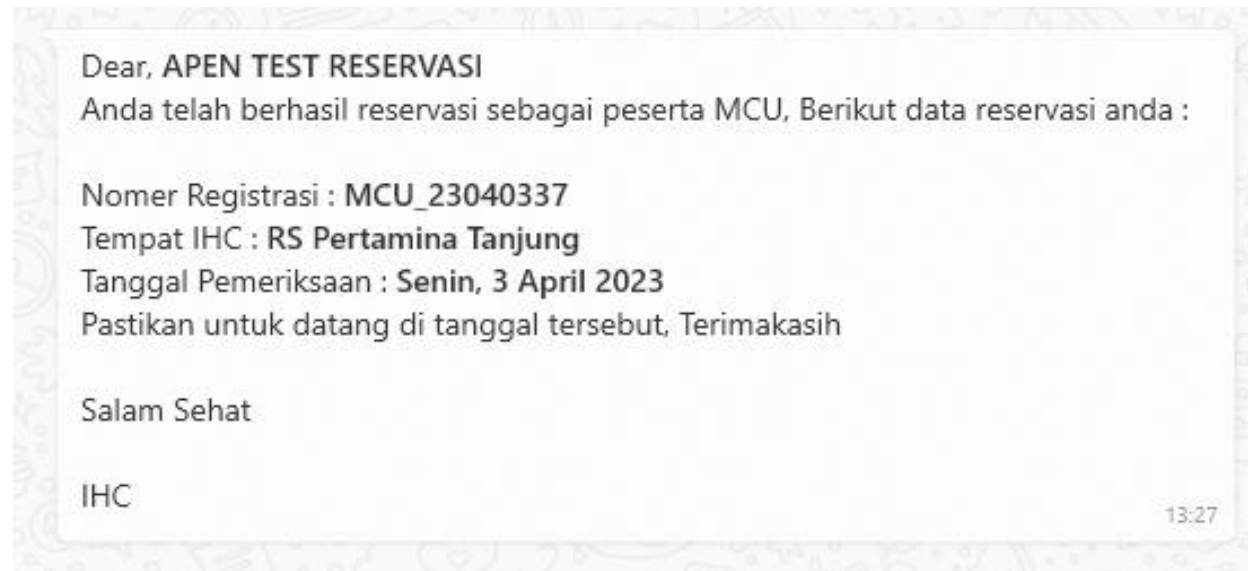 Dear, APEN TEST RESERVASI
Anda telah berhasil reservasi sebagai peserta MCU, Berikut data reservasi anda :
Nomer Registrasi : MCU_23040337
Tempat IHC : RS Pertamina Tanjung
Tanggal Pemeriksaan : Senin, 3 April 2023
Pastikan untuk datang di tanggal tersebut, Terimakasih
Salam Sehat
IHC
13:27